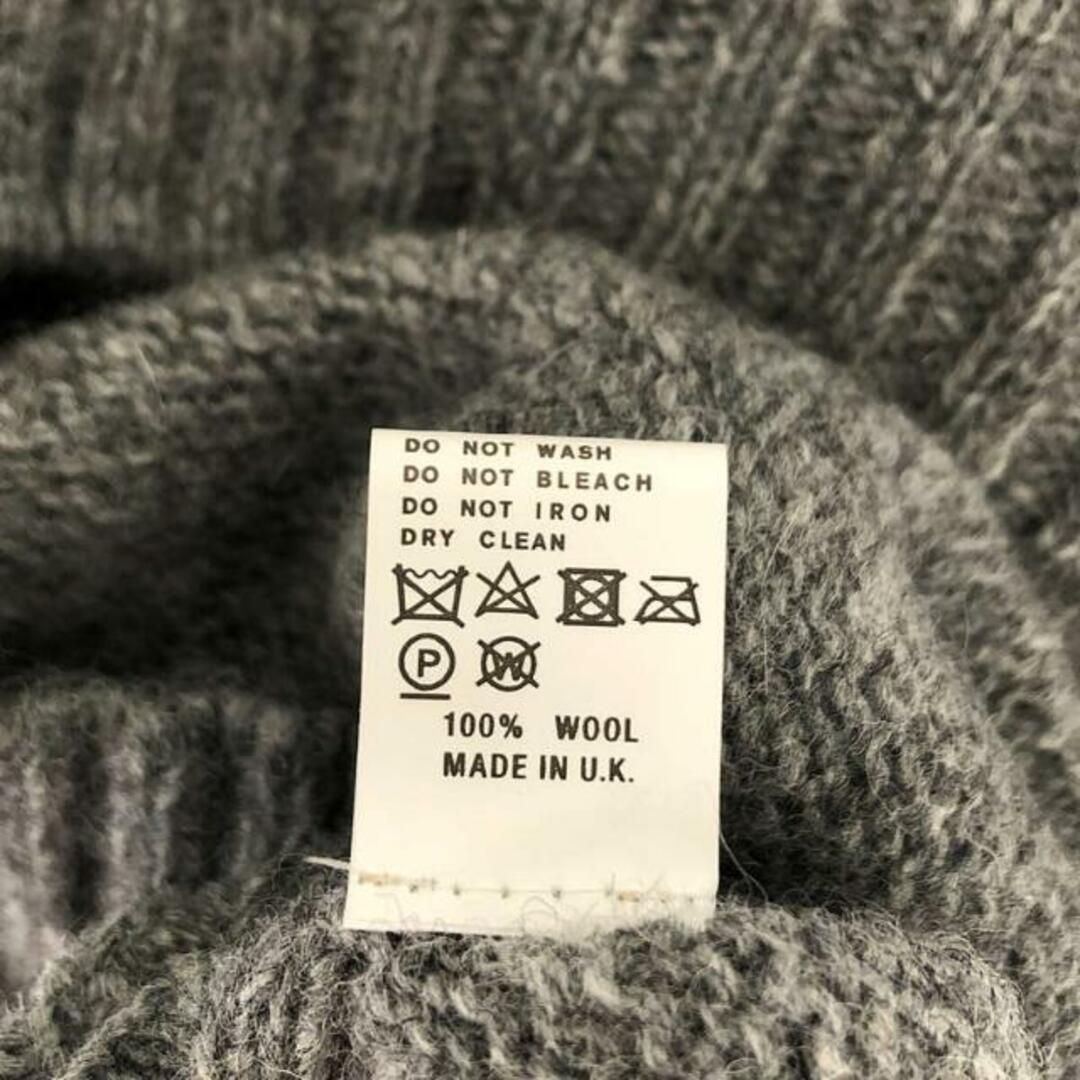 DO NOT WASH
DO NOT BLEACH
DO NOT IRON
DRY CLEAN
P W
100% WOOL
MADE IN U.K.